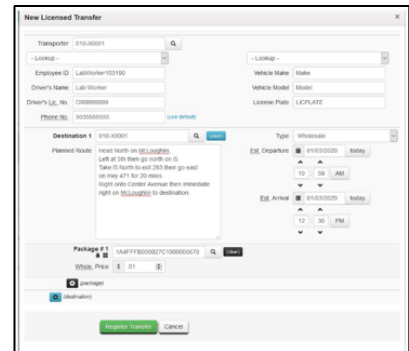 New Licensed Transfer ×
Transporter 010-X0001
- Lookup - - Lookup -
Employee ID LabWorker103190 Vehicle Make Make
Driver's Name Lab Worker Vehicle Model Model
Driver's Lic. No. OR9999999 License Plate LICPLATE
Phone No. (use default)
Destination 1 010-X0001 (clear) Type Wholesale
Planned Route Head North on McLoughlin. Est. Departure 01/03/2020 today
Left at 5th then go north on I5.
Take I5 North to exit 293 then go east 10 : 58 AM
on Hwy 471 for 20 miles.
Right onto Center Avenue then immediate Est. Arrival 01/03/2020 today
right on McLoughlin to destination.
12 : 30 PM
Package # 1 (clear)
Whsle. Price $ .01
(package)
(destination)
Register Transfer Cancel